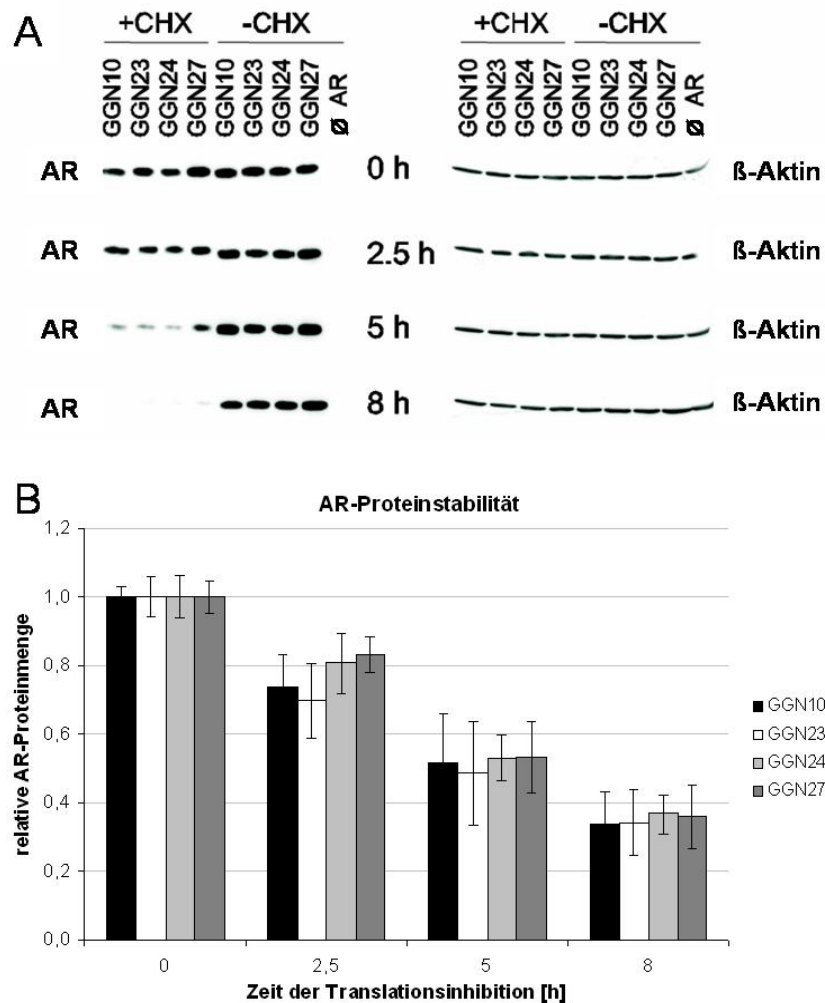 A
+CHX -CHX +CHX -CHX
GGN10 GGN23 GGN24 GGN27 GGN10 GGN23 GGN24 GGN27 Ø AR GGN10 GGN23 GGN24 GGN27 GGN10 GGN23 GGN24 GGN27 Ø AR
AR 0 h ß-Aktin
AR 2.5 h ß-Aktin
AR 5 h ß-Aktin
AR 8 h ß-Aktin
B
AR-Proteinstabilität
relative AR-Proteinmenge
1,2
1,0
0,8
0,6
0,4
0,2
0,0
0 2,5 5 8
Zeit der Translationsinhibition [h]
GGN10
GGN23
GGN24
GGN27